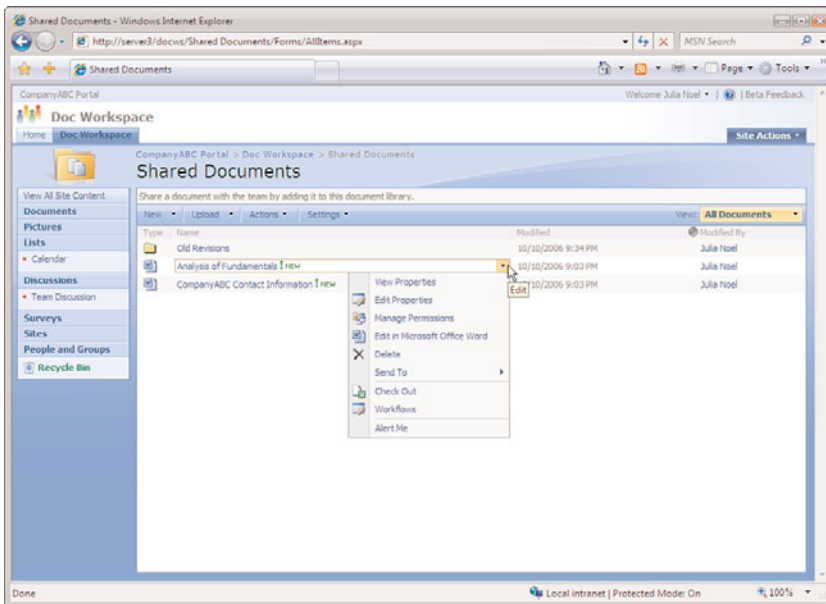 Shared Documents - Windows Internet Explorer
http://server3/docws/Shared Documents/Forms/AllItems.aspx
MSN Search
Shared Documents
Page
Tools
CompanyABC Portal
Welcome Julia Noel | | Beta Feedback
Doc Workspace
Home Doc Workspace
Site Actions
CompanyABC Portal > Doc Workspace > Shared Documents
Shared Documents
View All Site Content
Documents
Pictures
Lists
Calendar
Discussions
Team Discussion
Surveys
Sites
People and Groups
Recycle Bin
Share a document with the team by adding it to this document library.
New Upload Actions Settings View: All Documents
Type Name Modified Modified By
Old Revisions 10/10/2006 9:34 PM Julia Noel
Analysis of Fundamentals ! NEW 10/10/2006 9:03 PM Julia Noel
Edit
CompanyABC Contact Information ! NEW 10/10/2006 9:03 PM Julia Noel
View Properties
Edit Properties
Manage Permissions
Edit in Microsoft Office Word
Delete
Send To
Check Out
Workflows
Alert Me
Done Local intranet | Protected Mode: On 100%